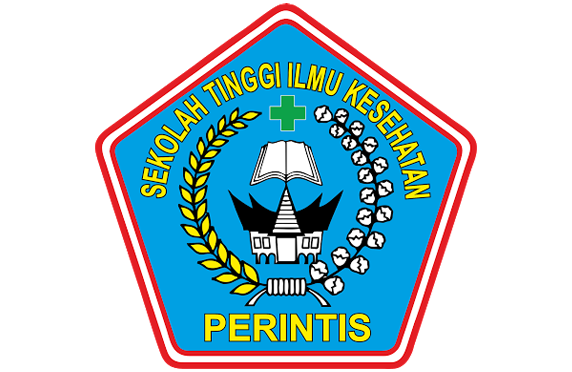 SEKOLAH TINGGI ILMU KESEHATAN
PERINTIS